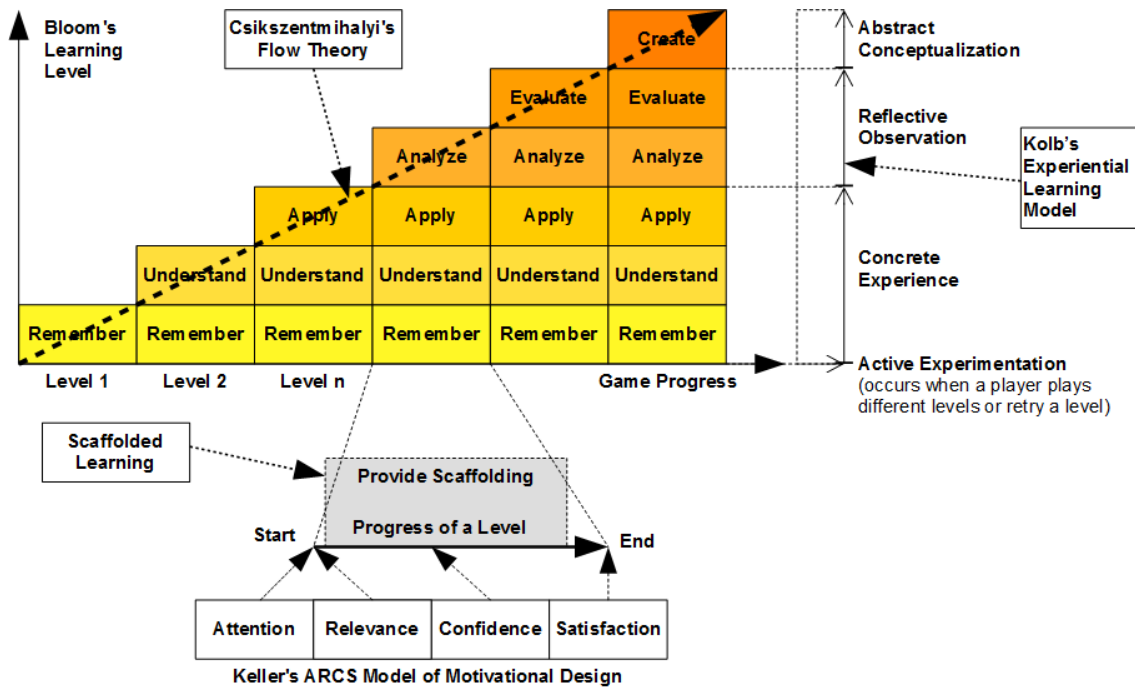 Bloom's
Learning
Level
Csikszentmihalyi's
Flow Theory
Create
Evaluate
Evaluate
Analyze
Analyze
Analyze
Apply
Apply
Apply
Apply
Understand
Understand
Understand
Understand
Understand
Remember
Remember
Remember
Remember
Remember
Remember
Level 1
Level 2
Level n
Game Progress
Abstract
Conceptualization
Reflective
Observation
Kolb's
Experiential
Learning
Model
Concrete
Experience
Active Experimentation
(occurs when a player plays
different levels or retry a level)
Scaffolded
Learning
Provide Scaffolding
Progress of a Level
Start
End
Attention
Relevance
Confidence
Satisfaction
Keller's ARCS Model of Motivational Design